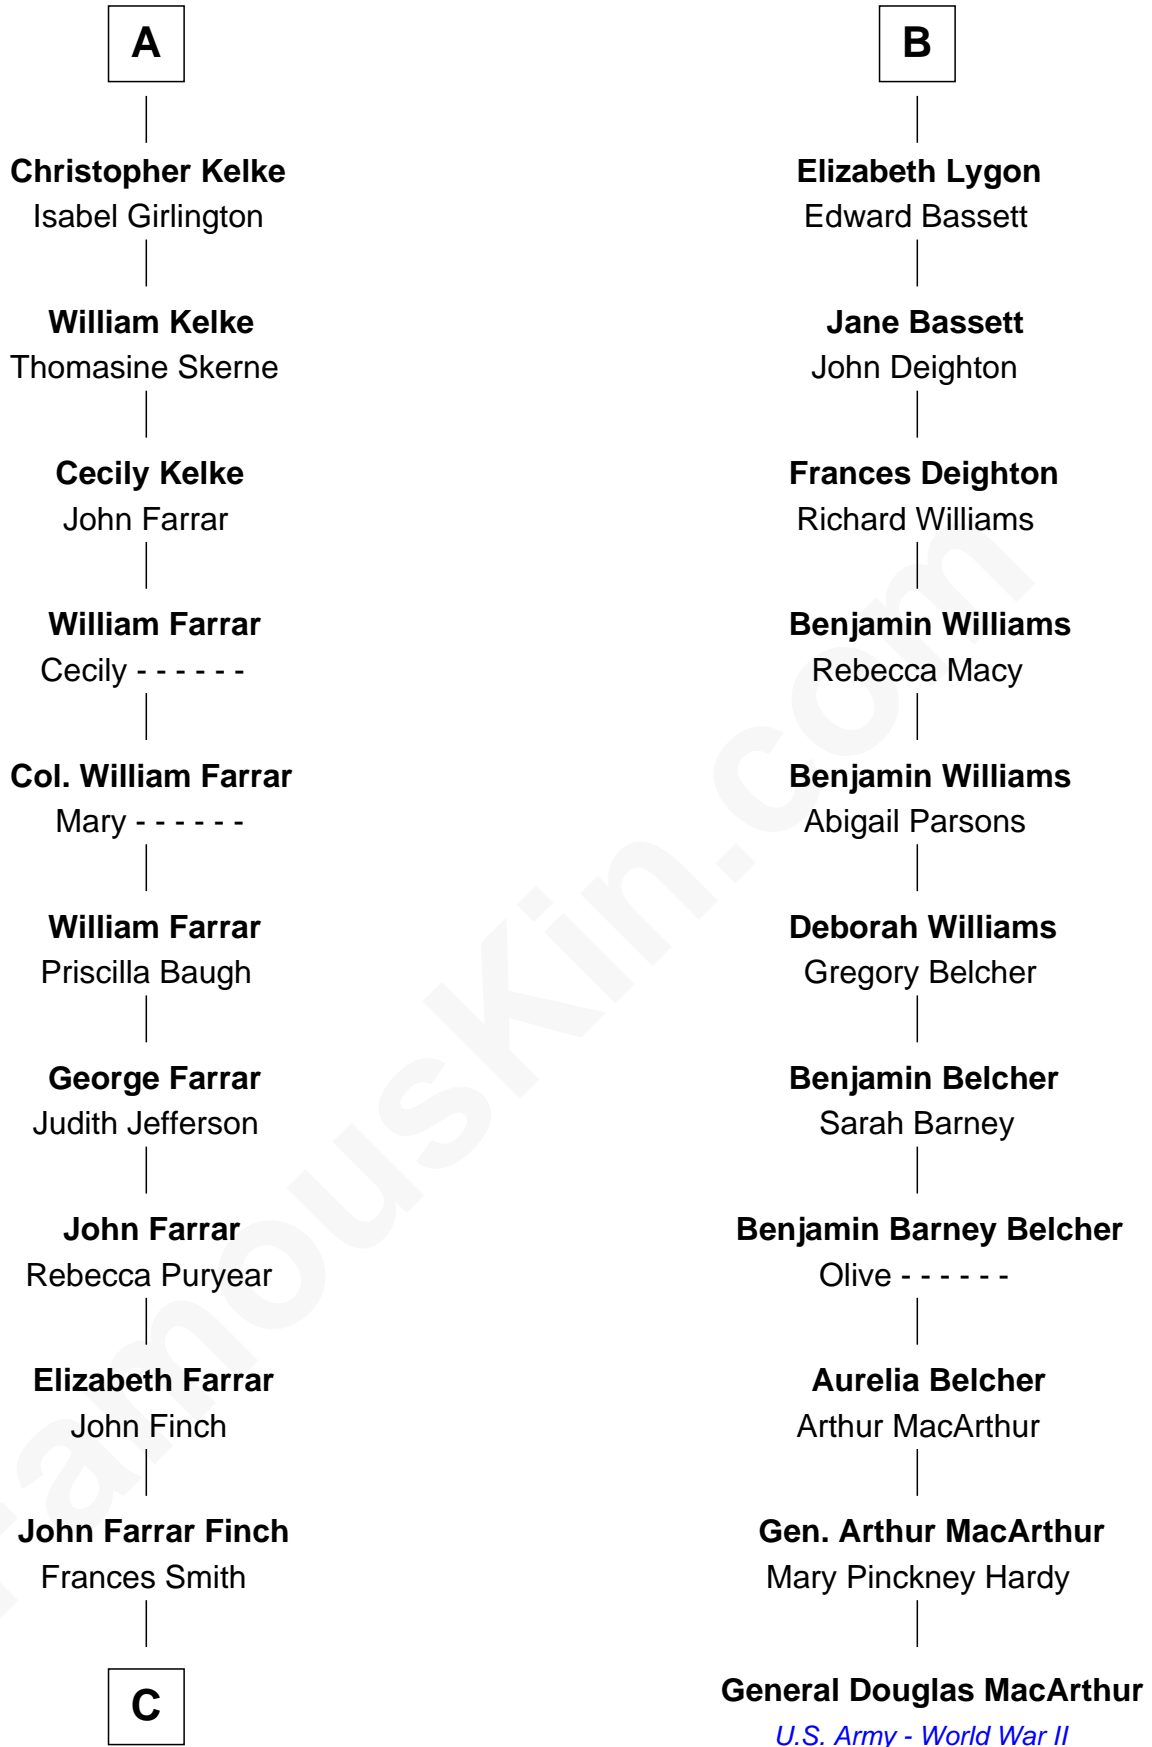 A
Christopher Kelke
Isabel Girlington
William Kelke
Thomasine Skerne
Cecily Kelke
John Farrar
William Farrar
Cecily - - - - - -
Col. William Farrar
Mary - - - - - -
William Farrar
Priscilla Baugh
George Farrar
Judith Jefferson
John Farrar
Rebecca Puryear
Elizabeth Farrar
John Finch
John Farrar Finch
Frances Smith
C
B
Elizabeth Lygon
Edward Bassett
Jane Bassett
John Deighton
Frances Deighton
Richard Williams
Benjamin Williams
Rebecca Macy
Benjamin Williams
Abigail Parsons
Deborah Williams
Gregory Belcher
Benjamin Belcher
Sarah Barney
Benjamin Barney Belcher
Olive - - - - - -
Aurelia Belcher
Arthur MacArthur
Gen. Arthur MacArthur
Mary Pinckney Hardy
General Douglas MacArthur
U.S. Army - World War II
FamousKin.com